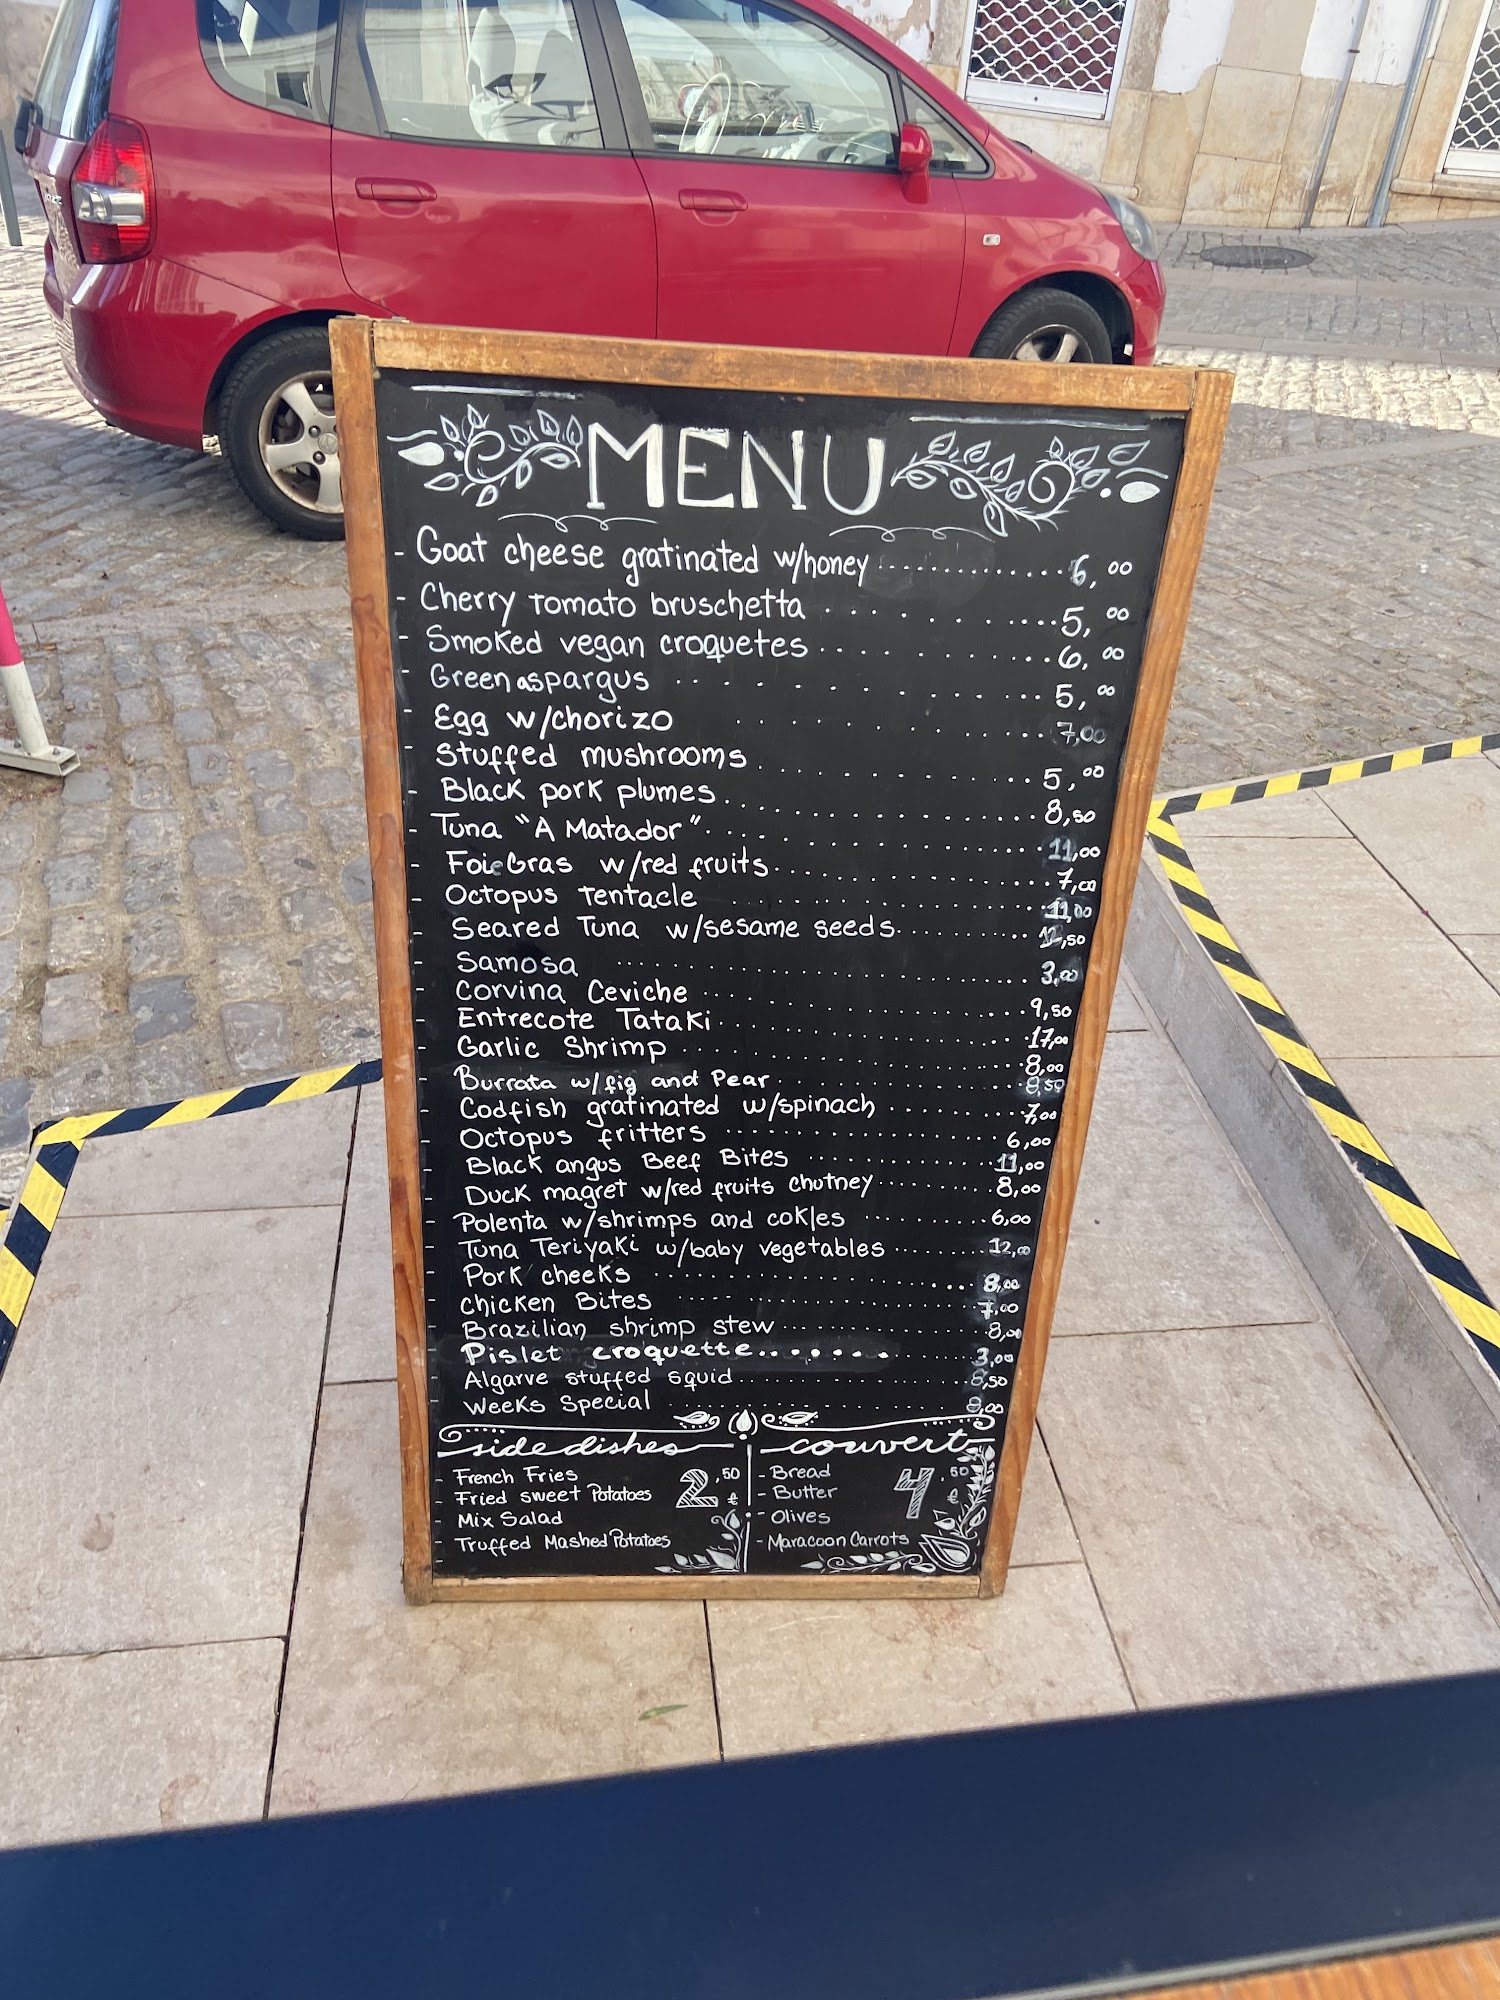 MENU
- Goat cheese gratinated w/honey .............. 6,00
- Cherry Tomato bruschetta ............ 5,00
- Smoked vegan croquetes ............ 6,00
- Green aspargus ............ 5,00
- Egg w/chorizo ............ 7,00
- Stuffed mushrooms ............ 5,00
- Black pork plumes ............ 8,50
- Tuna "A Matador" ............ 11,00
- Foie Gras w/red fruits ............ 7,00
- Octopus Tentacle ............ 11,00
- Seared Tuna w/sesame seeds ............ 12,50
- Samosa ............ 3,00
- Corvina Ceviche ............ 9,50
- Entrecote Tataki ............ 17,00
- Garlic Shrimp ............ 8,00
- Burrata w/fig and Pear ............ 8,50
- Codfish gratinated w/spinach ............ 7,00
- Octopus fritters ............ 6,00
- Black angus Beef Bites ............ 11,00
- Duck magret w/red fruits chutney ............ 8,00
- Polenta w/shrimps and cokles ............ 6,00
- Tuna Teriyaki w/baby vegetables ............ 12,00
- Pork cheeks ............ 8,00
- Chicken Bites ............ 7,00
- Brazilian shrimp stew ............ 8,00
- Pislet croquette ............ 3,00
- Algarve stuffed squid ............ 8,50
- Weeks Special ............ 8,00
side dishes
- French Fries
- Fried sweet Potatoes
- Mix Salad
- Truffed Mashed Potatoes
2,50 €
couvert
- Bread
- Butter
- Olives
- Maracoon Carrots
4,50 €